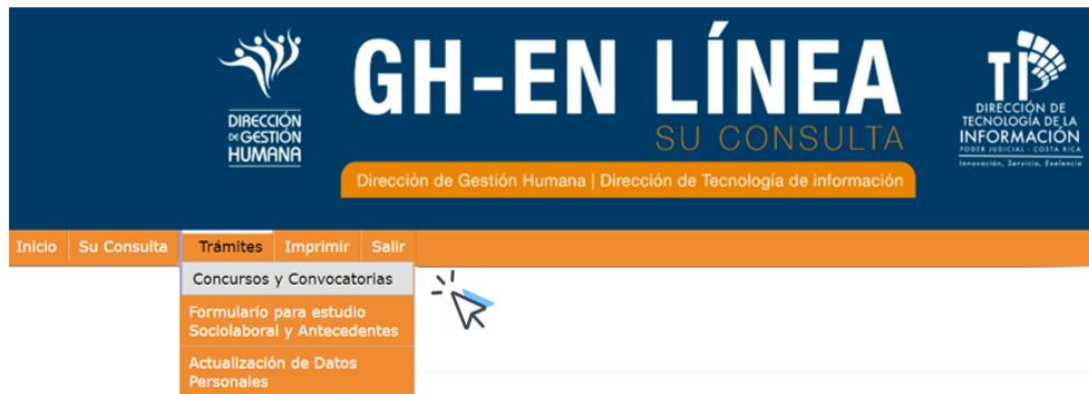 DIRECCIÓN
DE GESTIÓN
HUMANA
GH-EN LÍNEA
SU CONSULTA
Dirección de Gestión Humana | Dirección de Tecnología de información
TI
DIRECCIÓN DE
TECNOLOGÍA DE LA
INFORMACIÓN
PODER JUDICIAL - COSTA RICA
Innovación, Servicio, Exelencia
Inicio Su Consulta Trámites Imprimir Salir
Concursos y Convocatorias
Formulario para estudio
Sociolaboral y Antecedentes
Actualización de Datos
Personales